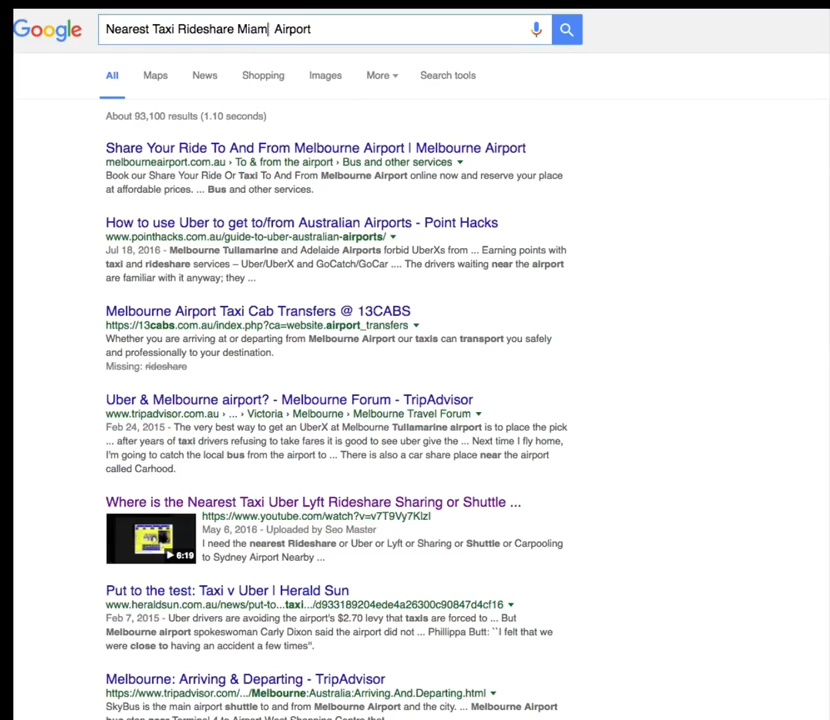 Google
Nearest Taxi Rideshare Miam Airport
All Maps News Shopping Images More Search tools
About 93,100 results (1.10 seconds)
Share Your Ride To And From Melbourne Airport | Melbourne Airport
melbourneairport.com.au › To & from the airport › Bus and other services
Book our Share Your Ride Or Taxi To And From Melbourne Airport online now and reserve your place
at affordable prices. ... Bus and other services.
How to use Uber to get to/from Australian Airports - Point Hacks
www.pointhacks.com.au/guide-to-uber-australian-airports/
Jul 18, 2016 - Melbourne Tullamarine and Adelaide Airports forbid UberXs from ... Earning points with
taxi and rideshare services – Uber/UberX and GoCatch/GoCar .... The drivers waiting near the airport
are familiar with it anyway; they ...
Melbourne Airport Taxi Cab Transfers @ 13CABS
https://13cabs.com.au/index.php?ca=website.airport_transfers
Whether you are arriving at or departing from Melbourne Airport our taxis can transport you safely
and professionally to your destination.
Missing: rideshare
Uber & Melbourne airport? - Melbourne Forum - TripAdvisor
www.tripadvisor.com.au › ... › Victoria › Melbourne › Melbourne Travel Forum
Feb 24, 2015 - The very best way to get an UberX at Melbourne Tullamarine airport is to place the pick
... after years of taxi drivers refusing to take fares it is good to see uber give the ... Next time I fly home,
I'm going to catch the local bus from the airport to ... There is also a car share place near the airport
called Carhood.
Where is the Nearest Taxi Uber Lyft Rideshare Sharing or Shuttle ...
https://www.youtube.com/watch?v=v7T9Vy7KlzI
May 6, 2016 - Uploaded by Seo Master
I need the nearest Rideshare or Uber or Lyft or Sharing or Shuttle or Carpooling
to Sydney Airport Nearby ...
6:19
Put to the test: Taxi v Uber | Herald Sun
www.heraldsun.com.au/news/put-to...taxi.../d933189204ede4a26300c90847d4cf16
Feb 7, 2015 - Uber drivers are avoiding the airport's $2.70 levy that taxis are forced to ... But
Melbourne airport spokeswoman Carly Dixon said the airport did not ... Phillippa Butt: ``I felt that we
were close to having an accident a few times''.
Melbourne: Arriving & Departing - TripAdvisor
https://www.tripadvisor.com/.../Melbourne:Australia:Arriving.And.Departing.html
SkyBus is the main airport shuttle to and from Melbourne Airport and the city. ... Melbourne Airport